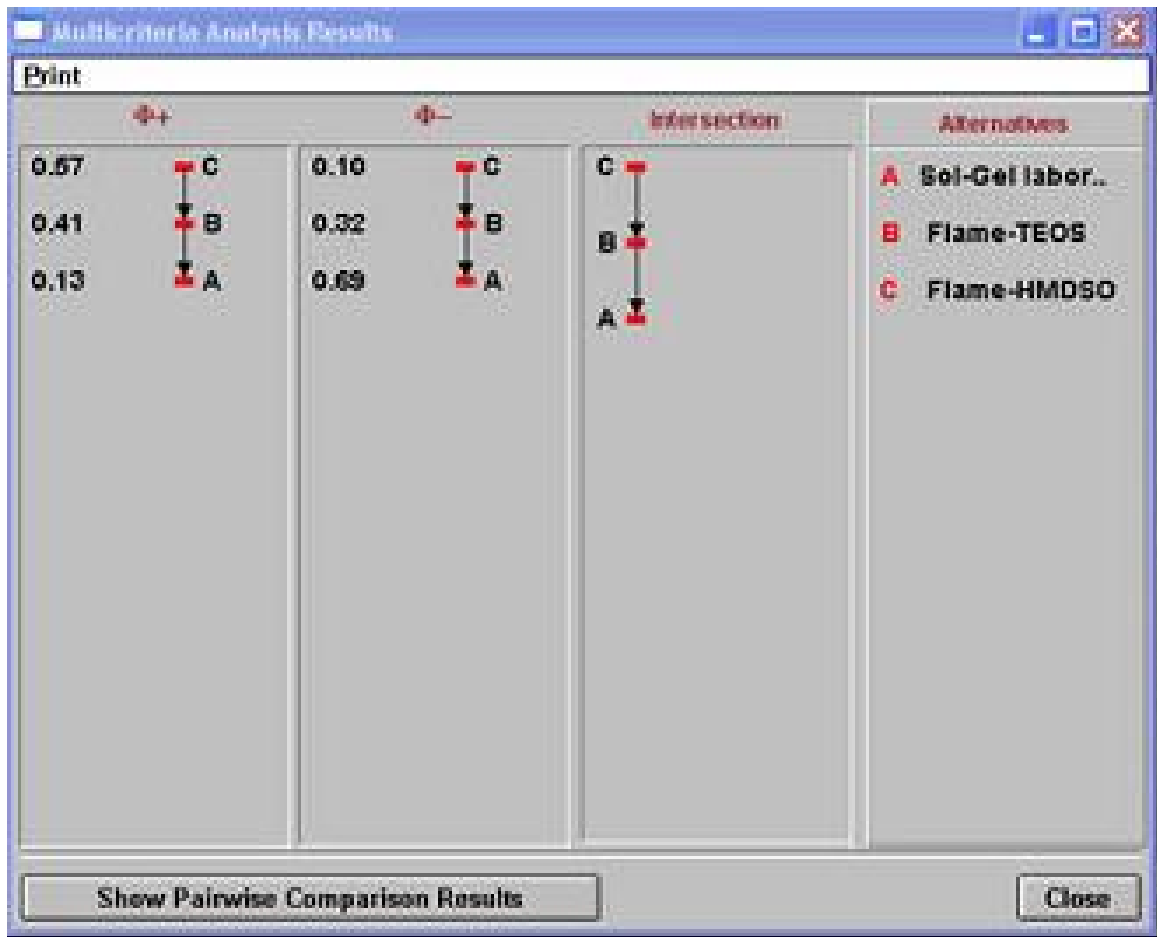 Multicriteria Analysis Results
Print
Φ+
Φ−
Intersection
Alternatives
0.57 C
0.41 B
0.13 A
0.10 C
0.32 B
0.69 A
C
B
A
A Sol-Gel labor..
B Flame-TEOS
C Flame-HMDSO
Show Pairwise Comparison Results
Close